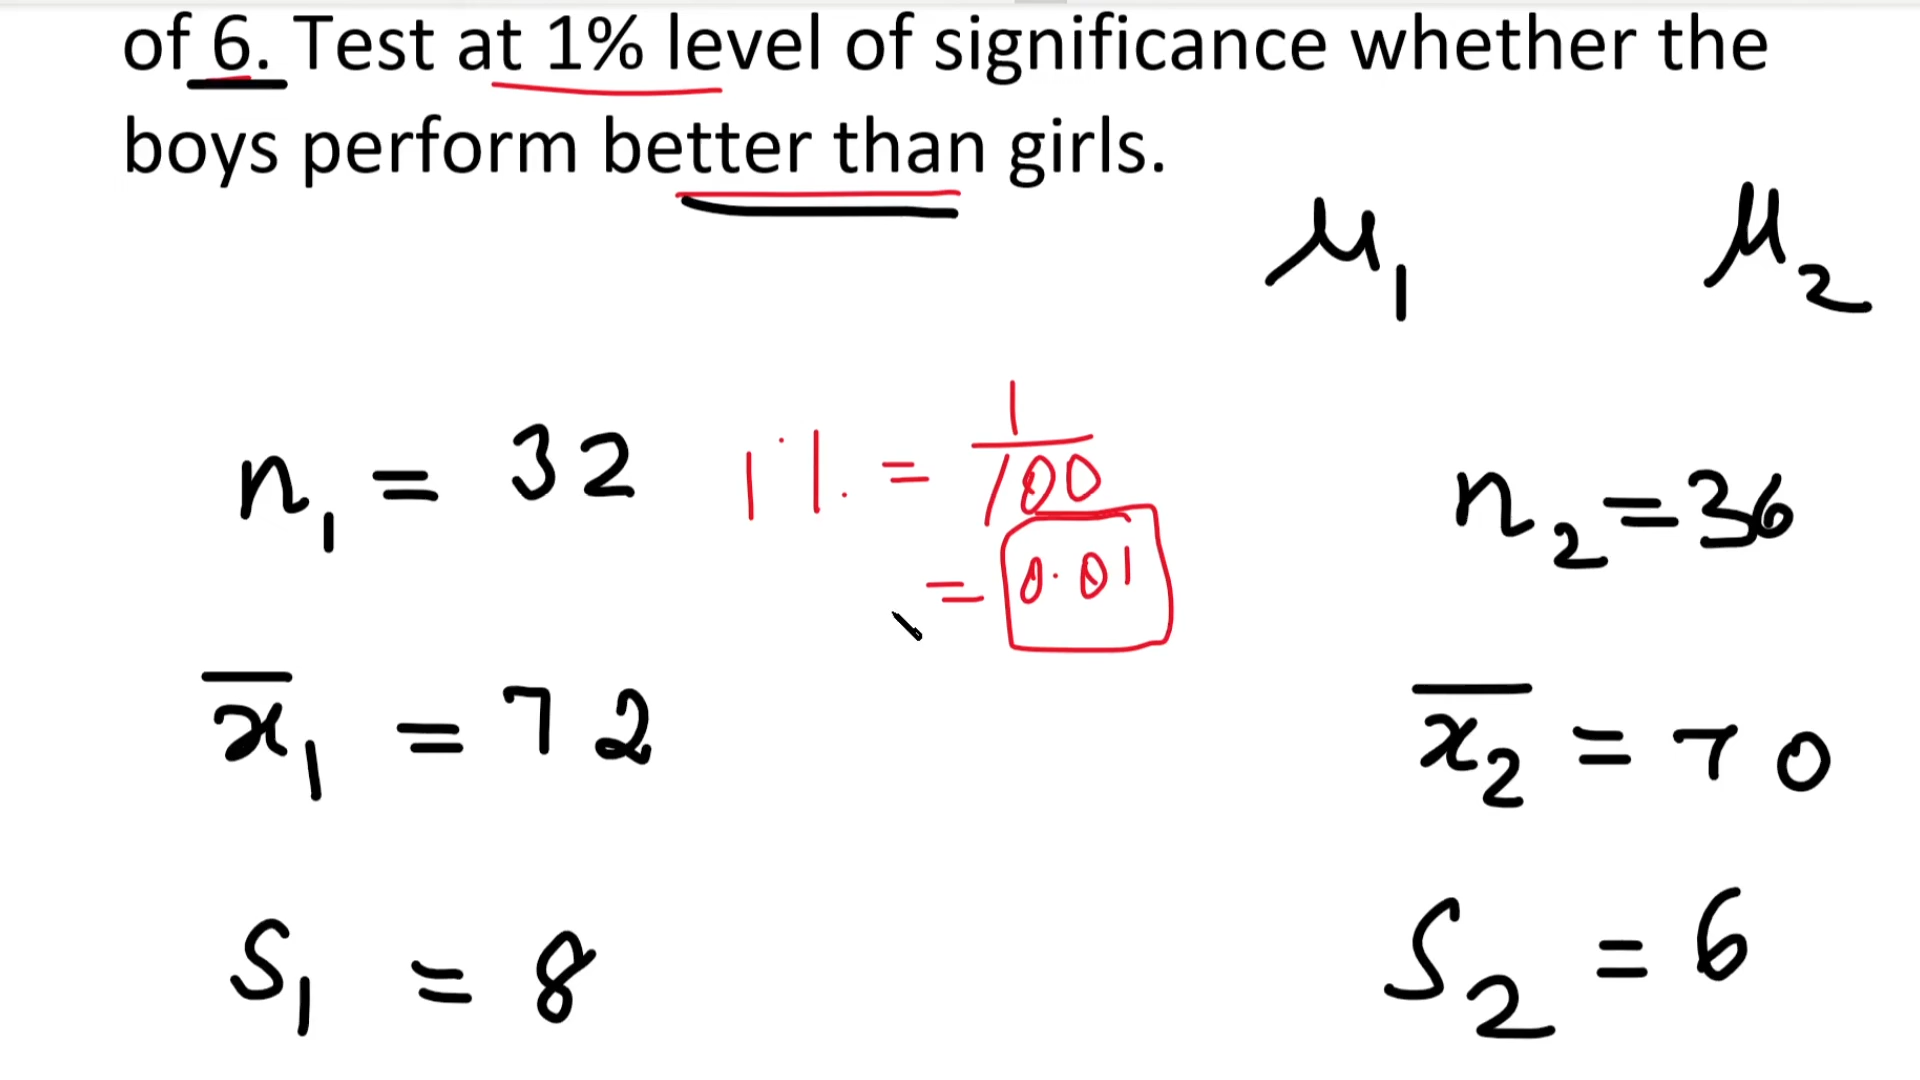 of 6. Test at 1% level of significance whether the
boys perform better than girls.
μ₁ μ₂
n₁ = 32 1% = 1/100 n₂ = 36
= 0.01
x̄₁ = 72 x̄₂ = 70
S₁ = 8 S₂ = 6